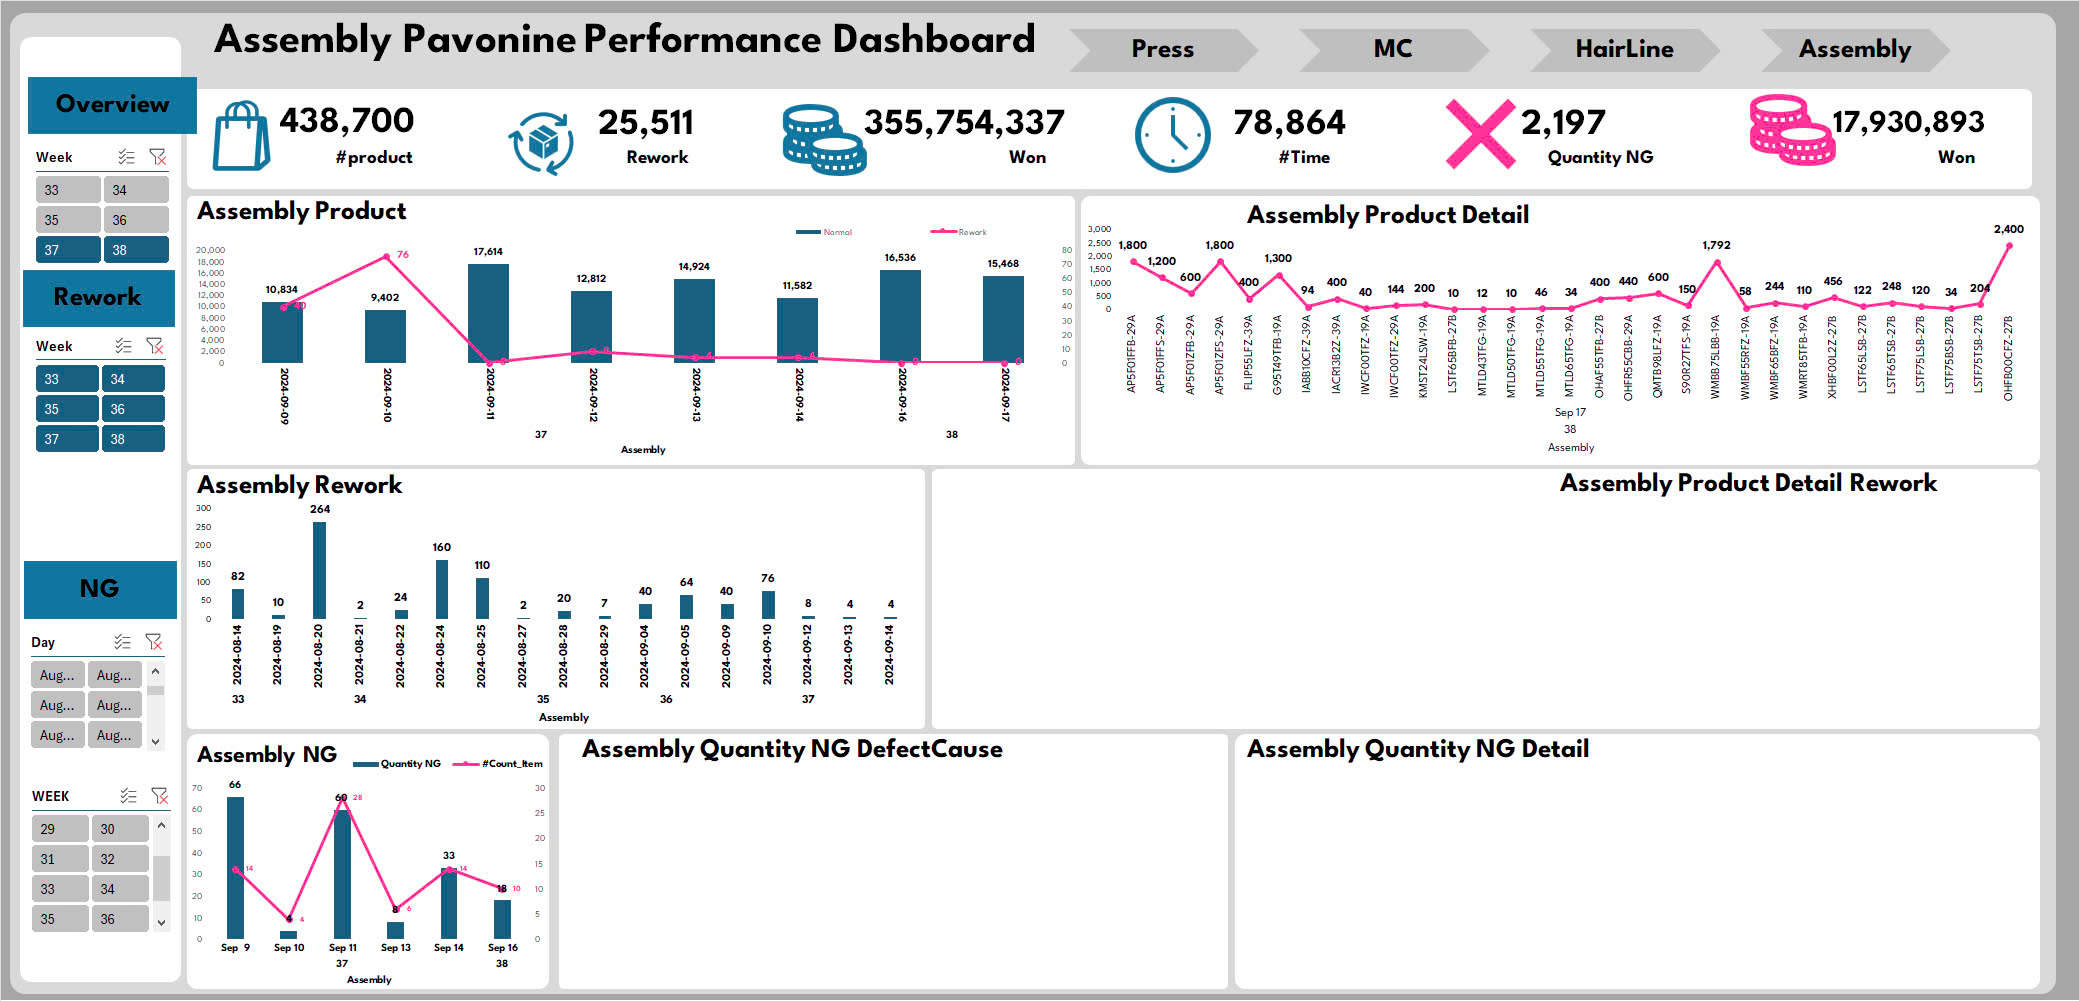 Assembly Pavonine Performance Dashboard
Press
MC
HairLine
Assembly
Overview
438,700
#product
25,511
Rework
355,754,337
Won
78,864
#Time
2,197
Quantity NG
17,930,893
Won
Week
33 34
35 36
37 38
Rework
Week
33 34
35 36
37 38
NG
Day
Aug... Aug...
Aug... Aug...
Aug... Aug...
WEEK
29 30
31 32
33 34
35 36
Assembly Product
Normal Rework
20,000
18,000
16,000
14,000
12,000
10,000
8,000
6,000
4,000
2,000
0
10,834 9,402 17,614 12,812 14,924 11,582 16,536 15,468
40 76 0 8 4 4 0 0
80
70
60
50
40
30
20
10
0
2024-09-09 2024-09-10 2024-09-11 2024-09-12 2024-09-13 2024-09-14 2024-09-16 2024-09-17
37 38
Assembly
Assembly Product Detail
3,000
2,500
2,000
1,500
1,000
500
0
1,800 1,200 600 1,800 400 1,300 94 400 40 144 200 10 12 10 46 34 400 440 600 150 1,792 58 244 110 456 122 248 120 34 204 2,400
AP5F01FFB-29A AP5F01FFS-29A AP5F01ZFB-29A AP5F01ZFS-29A FLIP55LFZ-39A G95T49TFB-19A IABB10CFZ-39A IACR13B2Z-39A IWCF00TFZ-19A IWCF00TFZ-29A KMST24LSW-19A LSTF65BFB-27B MTLD43TFG-19A MTLD50TFG-19A MTLD55TFG-19A MTLD65TFG-19A OHAF55TFB-27B OHFR55CBB-29A QMTB98LFZ-19A S90R27TFS-19A WMBB75LBB-19A WMBF55RFZ-19A WMBF65BFZ-19A WMRT85TFB-19A XHBF00L2Z-27B LSTF65LSB-27B LSTF65TSB-27B LSTF75LSB-27B LSTF75BSB-27B LSTF75TSB-27B OHFB00CFZ-27B
Sep 17
38
Assembly
Assembly Rework
300
250
200
150
100
50
0
82 10 264 2 24 160 110 2 20 7 40 64 40 76 8 4 4
2024-08-14 2024-08-19 2024-08-20 2024-08-21 2024-08-22 2024-08-24 2024-08-25 2024-08-27 2024-08-28 2024-08-29 2024-09-04 2024-09-05 2024-09-09 2024-09-10 2024-09-12 2024-09-13 2024-09-14
33 34 35 36 37
Assembly
Assembly Product Detail Rework
Assembly NG
Quantity NG #Count_Item
70
60
50
40
30
20
10
0
66 4 60 8 33 18
14 4 28 6 14 10
30
25
20
15
10
5
0
Sep 9 Sep 10 Sep 11 Sep 13 Sep 14 Sep 16
37 38
Assembly
Assembly Quantity NG DefectCause
Assembly Quantity NG Detail